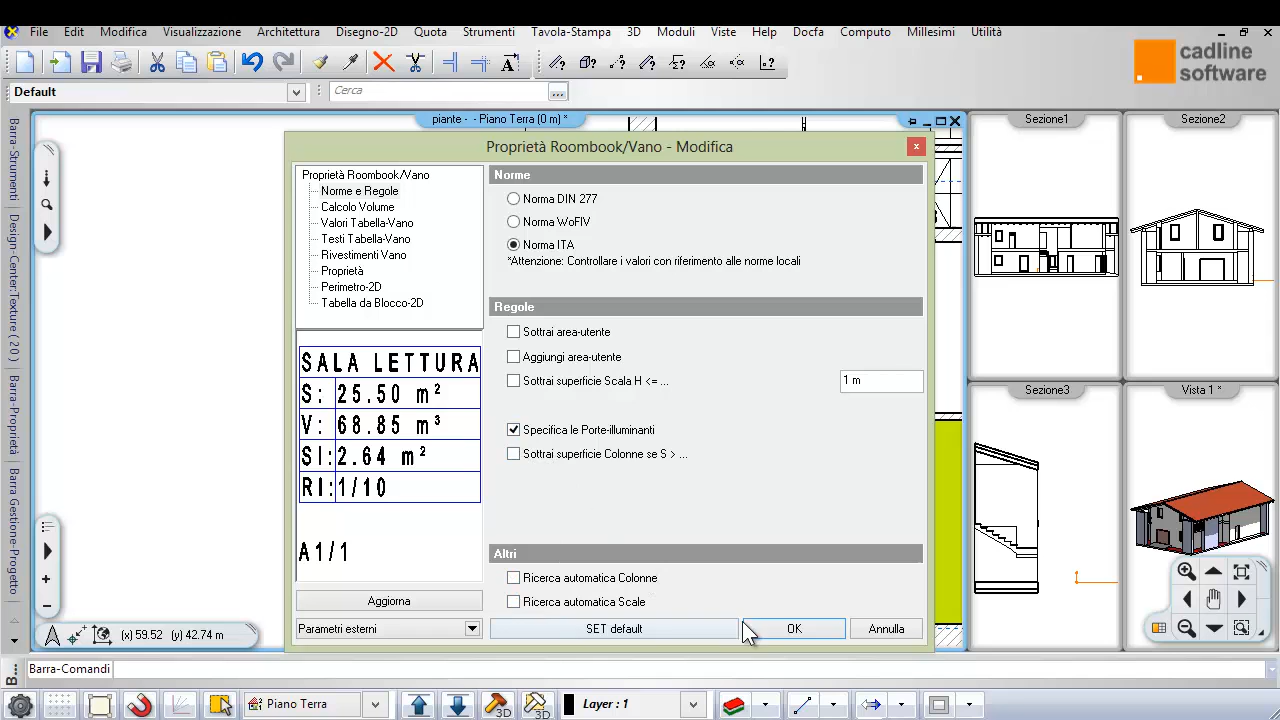 File Edit Modifica Visualizzazione Architettura Disegno-2D Quota Strumenti Tavola-Stampa 3D Moduli Viste Help Docfa Computo Millesimi Utilità
cadline
software
Default
Cerca
...
piante - - Piano Terra (0 m) *
Sezione1
Sezione2
Proprietà Roombook/Vano - Modifica
Proprietà Roombook/Vano
Norme e Regole
Calcolo Volume
Valori Tabella-Vano
Testi Tabella-Vano
Rivestimenti Vano
Proprietà
Perimetro-2D
Tabella da Blocco-2D
SALA LETTURA
S: 25.50 m²
V: 68.85 m³
SI: 2.64 m²
RI: 1/10
A1/1
Aggiorna
Parametri esterni
Norme
Norma DIN 277
Norma WoFIV
Norma ITA
*Attenzione: Controllare i valori con riferimento alle norme locali
Regole
Sottrai area-utente
Aggiungi area-utente
Sottrai superficie Scala H <= ...
1 m
Specifica le Porte-illuminanti
Sottrai superficie Colonne se S > ...
Altri
Ricerca automatica Colonne
Ricerca automatica Scale
SET default
OK
Annulla
Sezione3
Vista 1 *
Barra-Strumenti
Design-Center:Texture ( 20 )
Barra-Proprietà
Barra Gestione-Progetto
(x) 59.52 (y) 42.74 m
B...
Barra-Comandi
Piano Terra
3D
3D
Layer : 1